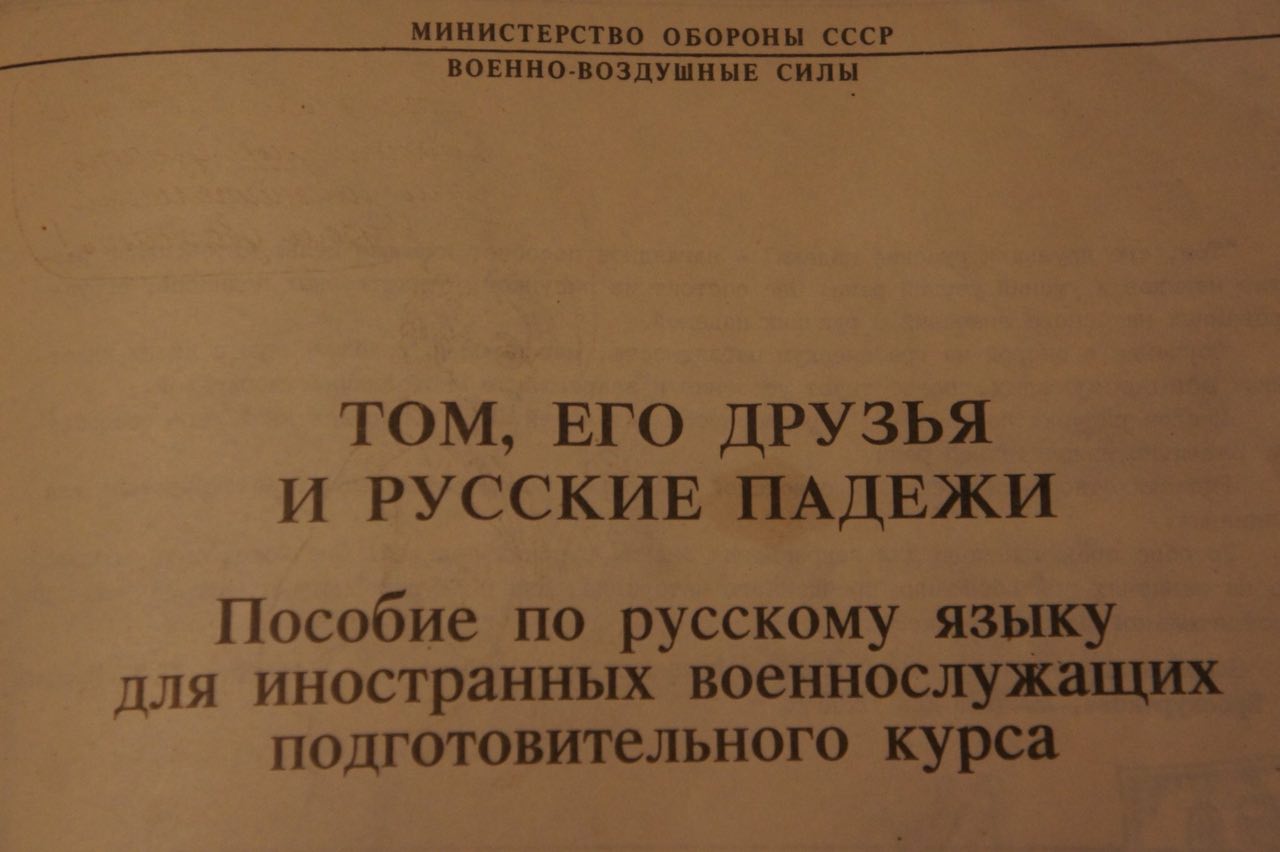 МИНИСТЕРСТВО ОБОРОНЫ СССР
ВОЕННО-ВОЗДУШНЫЕ СИЛЫ
ТОМ, ЕГО ДРУЗЬЯ
И РУССКИЕ ПАДЕЖИ
Пособие по русскому языку
для иностранных военнослужащих
подготовительного курса